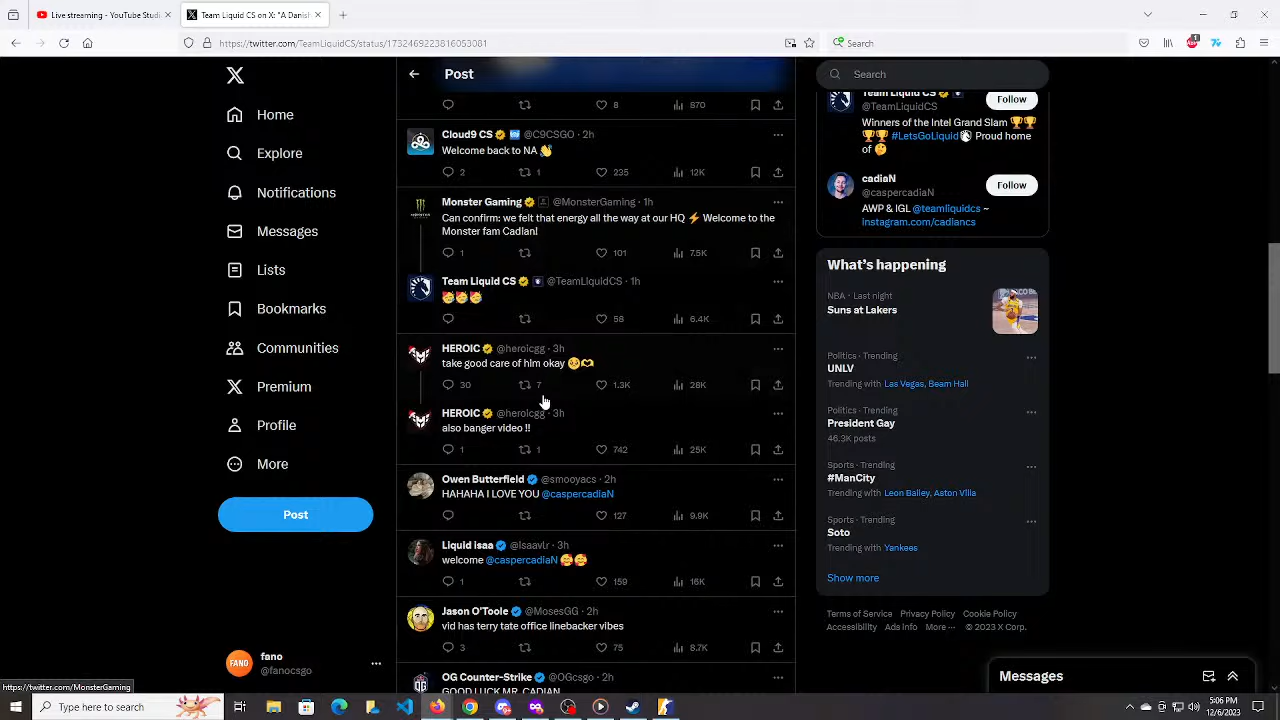 Live streaming - YouTube Studi
Team Liquid CS on X: "A Danish
https://twitter.com/TeamLiquidCS/status/1732469223816053081
Search
Home
Explore
Notifications
Messages
Lists
Bookmarks
Communities
Premium
Profile
More
Post
fano
@fanocsgo
Post
8 870
Cloud9 CS @C9CSGO · 2h
Welcome back to NA 👋
2 1 235 12K
Monster Gaming @MonsterGaming · 1h
Can confirm: we felt that energy all the way at our HQ ⚡ Welcome to the
Monster fam Cadian!
1 101 7.5K
Team Liquid CS @TeamLiquidCS · 1h
🥳🥳🥳
58 6.4K
HEROIC @heroicgg · 3h
take good care of him okay 🥺🫶
30 7 1.3K 28K
HEROIC @heroicgg · 3h
also banger video !!
1 1 742 25K
Owen Butterfield @smooyacs · 2h
HAHAHA I LOVE YOU @caspercadiaN
127 9.9K
Liquid isaa @Isaavlr · 3h
welcome @caspercadiaN 🥰🥰
1 159 16K
Jason O'Toole @MosesGG · 2h
vid has terry tate office linebacker vibes
3 75 8.7K
OG Counter-Strike @OGcsgo · 2h
GOOD LUCK MR. CADIAN
Search
Team Liquid CS
@TeamLiquidCS
Follow
Winners of the Intel Grand Slam 🏆🏆
🏆🏆 #LetsGoLiquid Proud home
of 🤔
cadiaN
@caspercadiaN
Follow
AWP & IGL @teamliquidcs ~
instagram.com/cadiancs
What's happening
NBA · Last night
Suns at Lakers
Politics · Trending
UNLV
Trending with Las Vegas, Beam Hall
Politics · Trending
President Gay
46.3K posts
Sports · Trending
#ManCity
Trending with Leon Bailey, Aston Villa
Sports · Trending
Soto
Trending with Yankees
Show more
Terms of Service Privacy Policy Cookie Policy
Accessibility Ads info More ··· © 2023 X Corp.
Messages
https://twitter.com/MonsterGaming
Type here to search
5:06 PM
12/6/2023